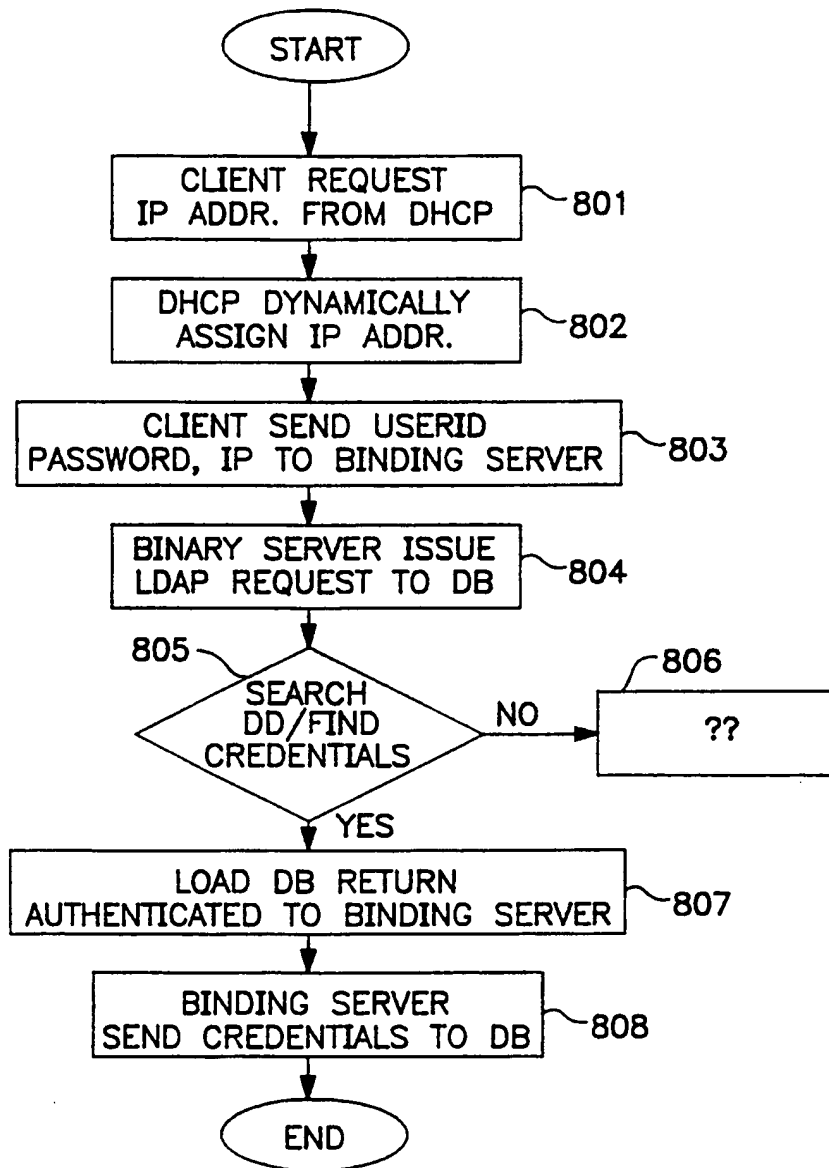 START
CLIENT REQUEST
IP ADDR. FROM DHCP
801
DHCP DYNAMICALLY
ASSIGN IP ADDR.
802
CLIENT SEND USERID
PASSWORD, IP TO BINDING SERVER
803
BINARY SERVER ISSUE
LDAP REQUEST TO DB
804
805
SEARCH
DD/FIND
CREDENTIALS
NO
806
??
YES
LOAD DB RETURN
AUTHENTICATED TO BINDING SERVER
807
BINDING SERVER
SEND CREDENTIALS TO DB
808
END